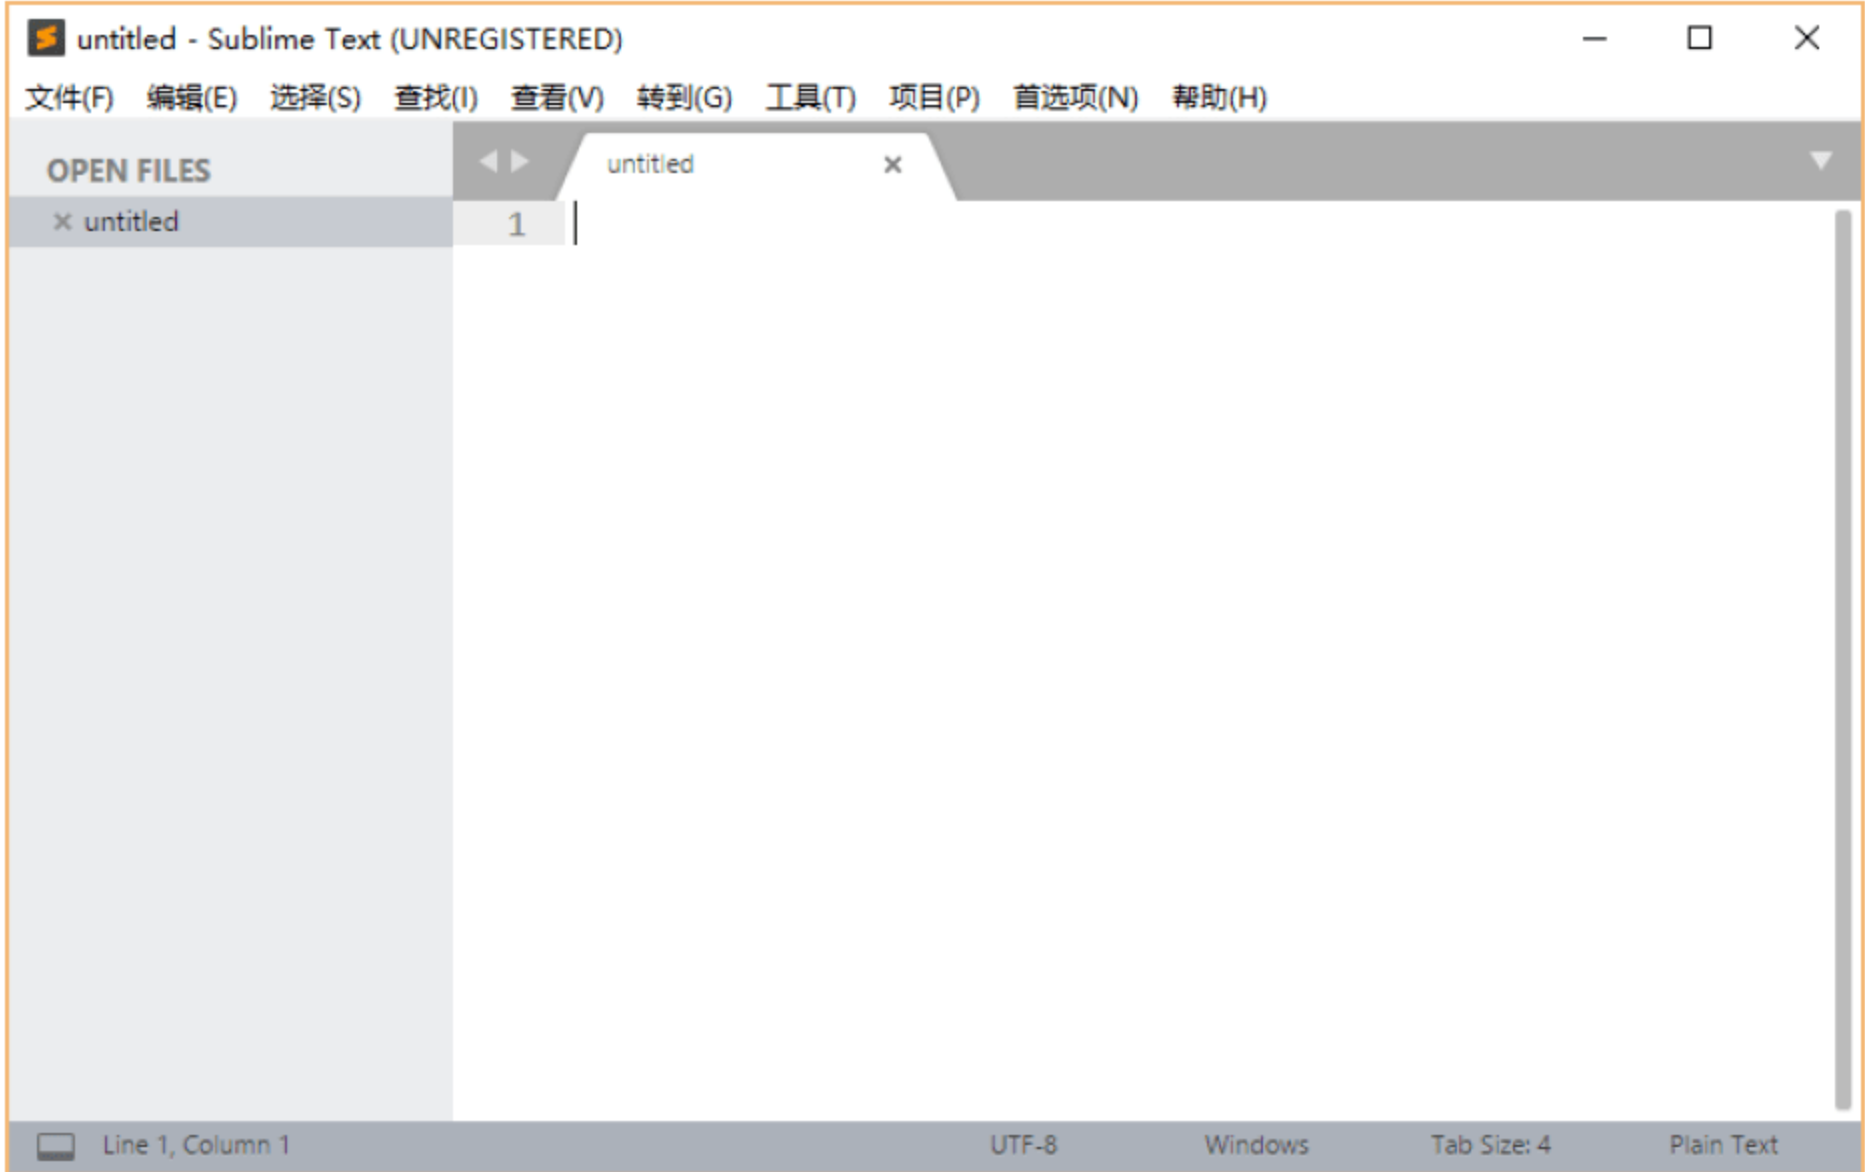 untitled - Sublime Text (UNREGISTERED)
文件(F) 编辑(E) 选择(S) 查找(I) 查看(V) 转到(G) 工具(T) 项目(P) 首选项(N) 帮助(H)
OPEN FILES
untitled
untitled
1
Line 1, Column 1 UTF-8 Windows Tab Size: 4 Plain Text